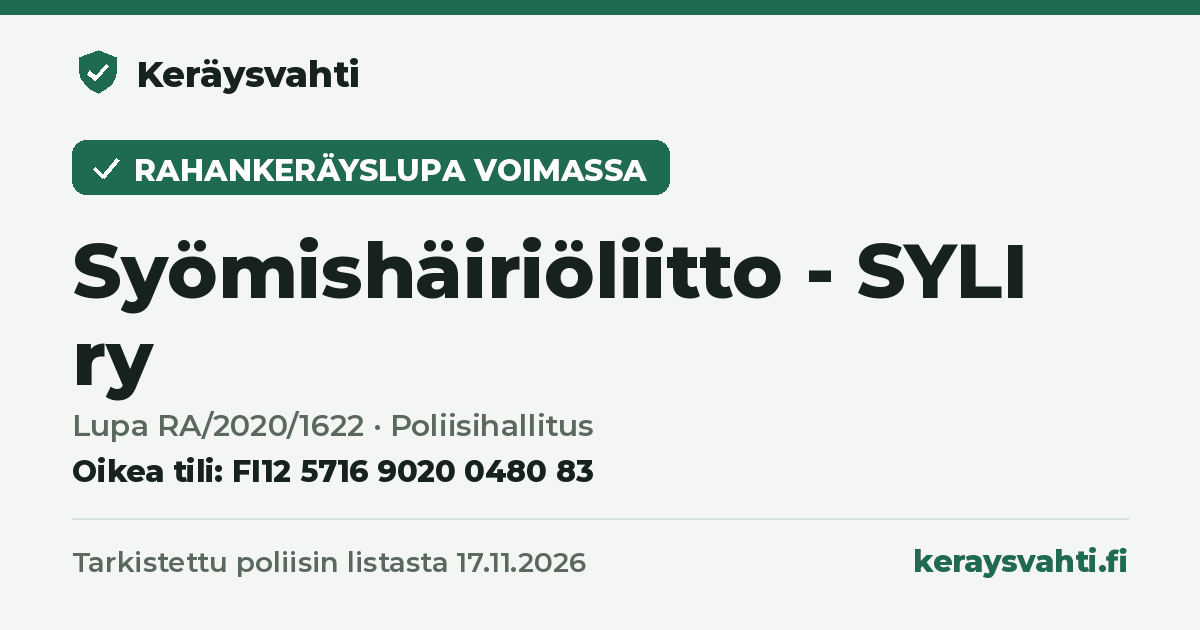 Keräysvahti
RAHANKERÄYSLUPA VOIMASSA
Syömishäiriöliitto - SYLI
ry
Lupa RA/2020/1622 · Poliisihallitus
Oikea tili: FI12 5716 9020 0480 83
Tarkistettu poliisin listasta 17.11.2026
keraysvahti.fi